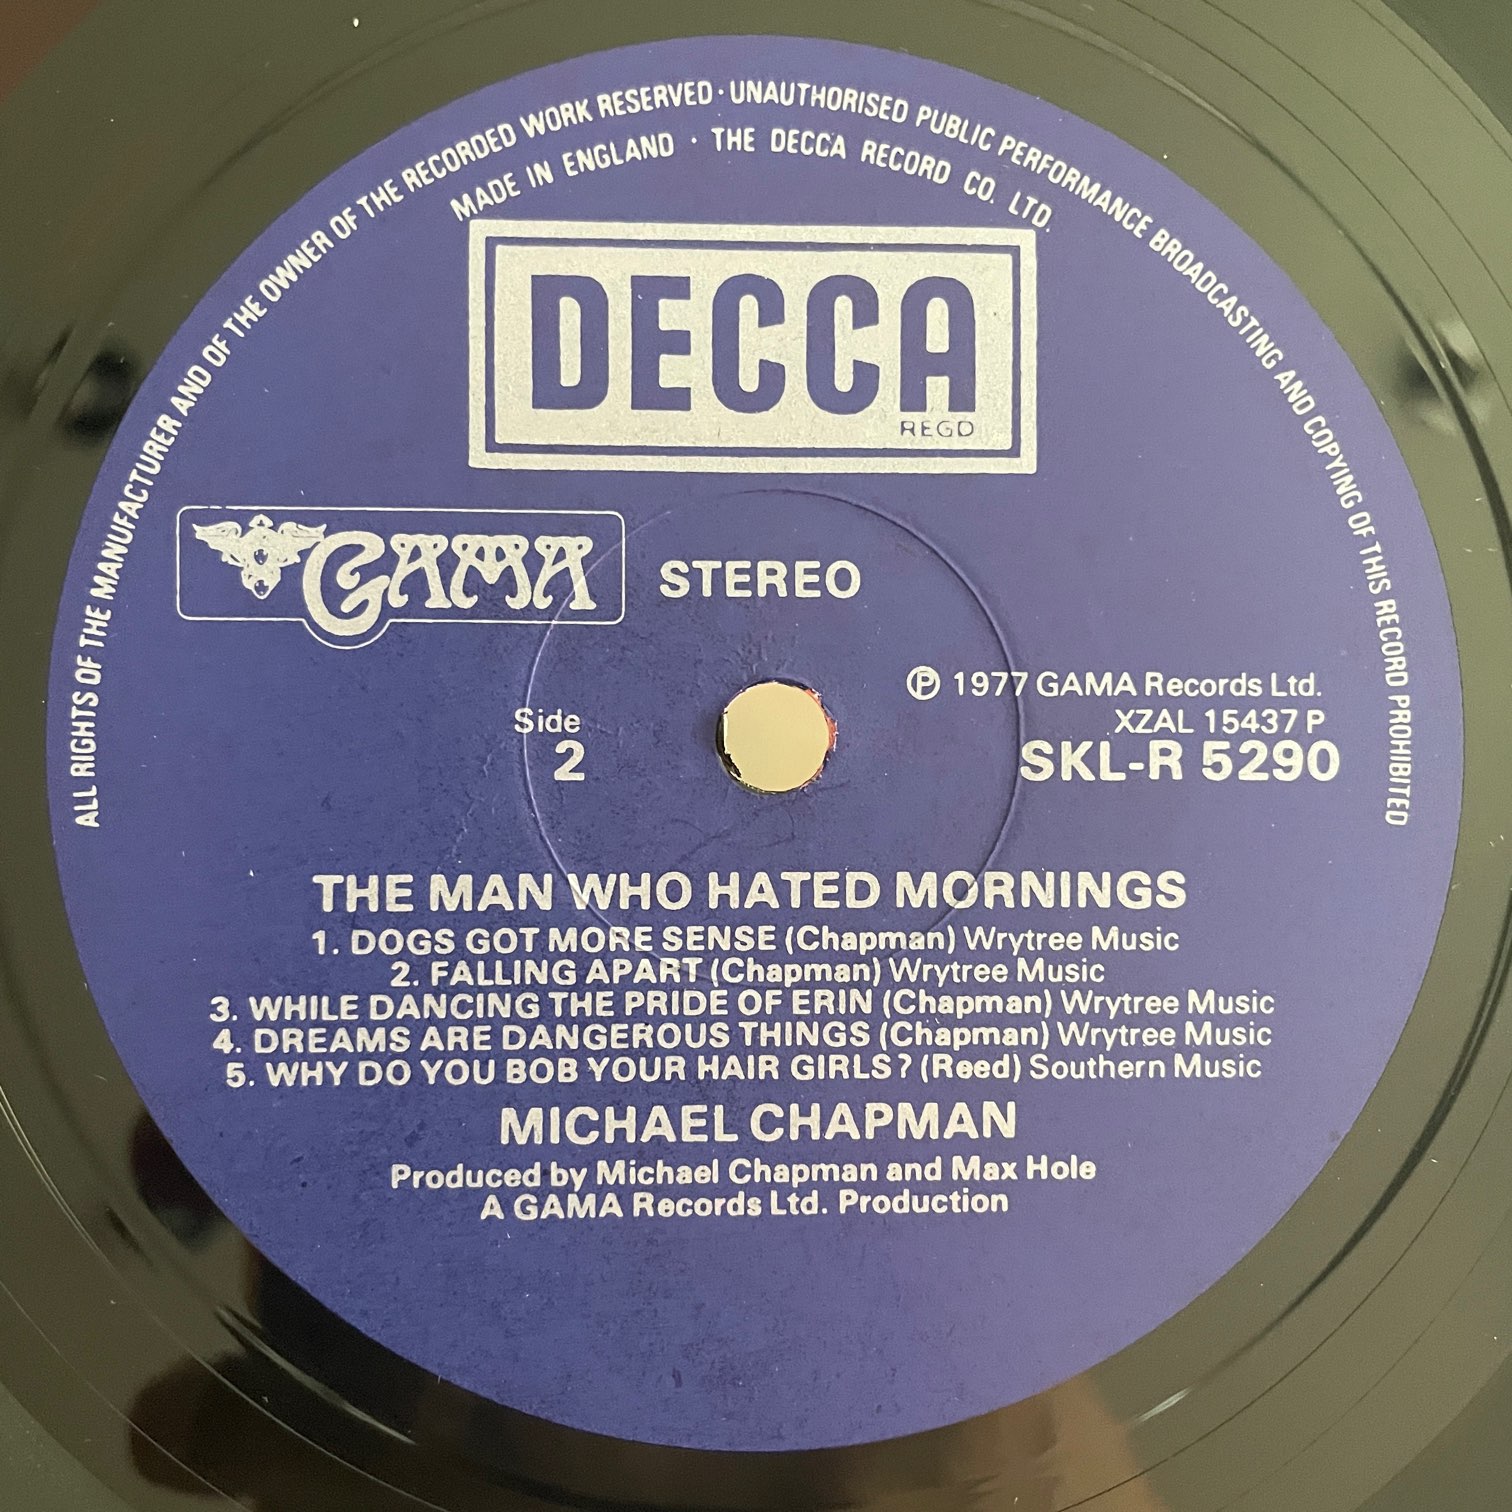 ALL RIGHTS OF THE MANUFACTURER AND OF THE OWNER OF THE RECORDED WORK RESERVED · UNAUTHORISED PUBLIC PERFORMANCE BROADCASTING AND COPYING OF THIS RECORD PROHIBITED
MADE IN ENGLAND · THE DECCA RECORD CO. LTD.
DECCA
REGD
GAMA
STEREO
℗ 1977 GAMA Records Ltd.
XZAL 15437 P
SKL-R 5290
Side
2
THE MAN WHO HATED MORNINGS
1. DOGS GOT MORE SENSE (Chapman) Wrytree Music
2. FALLING APART (Chapman) Wrytree Music
3. WHILE DANCING THE PRIDE OF ERIN (Chapman) Wrytree Music
4. DREAMS ARE DANGEROUS THINGS (Chapman) Wrytree Music
5. WHY DO YOU BOB YOUR HAIR GIRLS? (Reed) Southern Music
MICHAEL CHAPMAN
Produced by Michael Chapman and Max Hole
A GAMA Records Ltd. Production